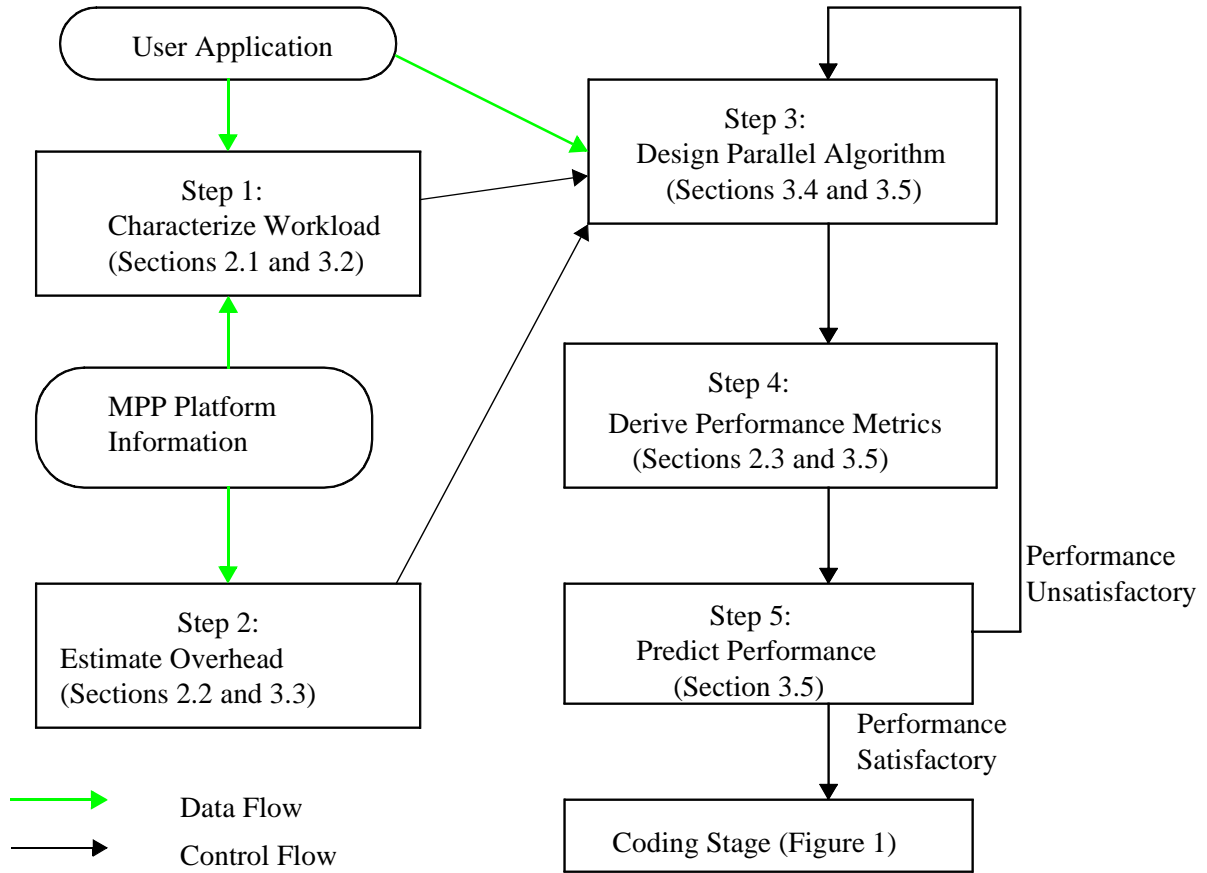 User Application
Step 1:
Characterize Workload
(Sections 2.1 and 3.2)
MPP Platform
Information
Step 2:
Estimate Overhead
(Sections 2.2 and 3.3)
Data Flow
Control Flow
Step 3:
Design Parallel Algorithm
(Sections 3.4 and 3.5)
Step 4:
Derive Performance Metrics
(Sections 2.3 and 3.5)
Step 5:
Predict Performance
(Section 3.5)
Performance
Unsatisfactory
Performance
Satisfactory
Coding Stage (Figure 1)